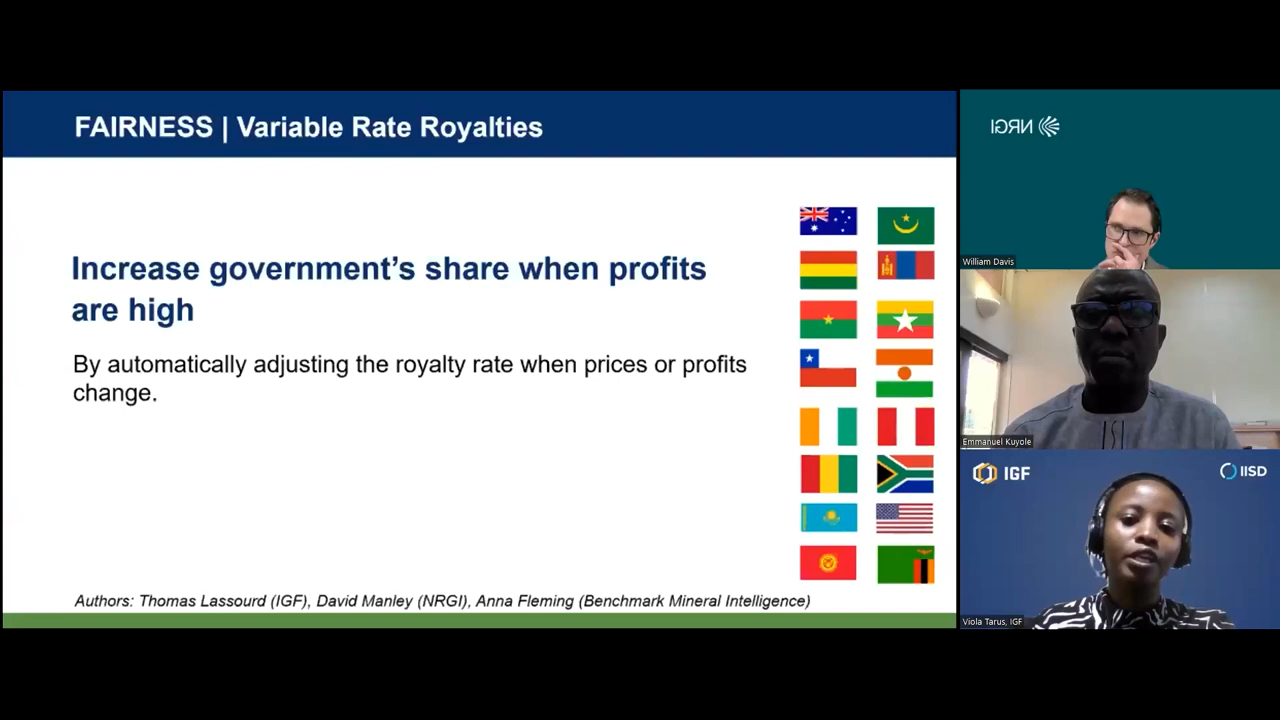 FAIRNESS | Variable Rate Royalties
Increase government's share when profits
are high
By automatically adjusting the royalty rate when prices or profits
change.
Authors: Thomas Lassourd (IGF), David Manley (NRGI), Anna Fleming (Benchmark Mineral Intelligence)
NRGI
William Davis
Emmanuel Kuyole
IGF
IISD
Viola Tarus, IGF